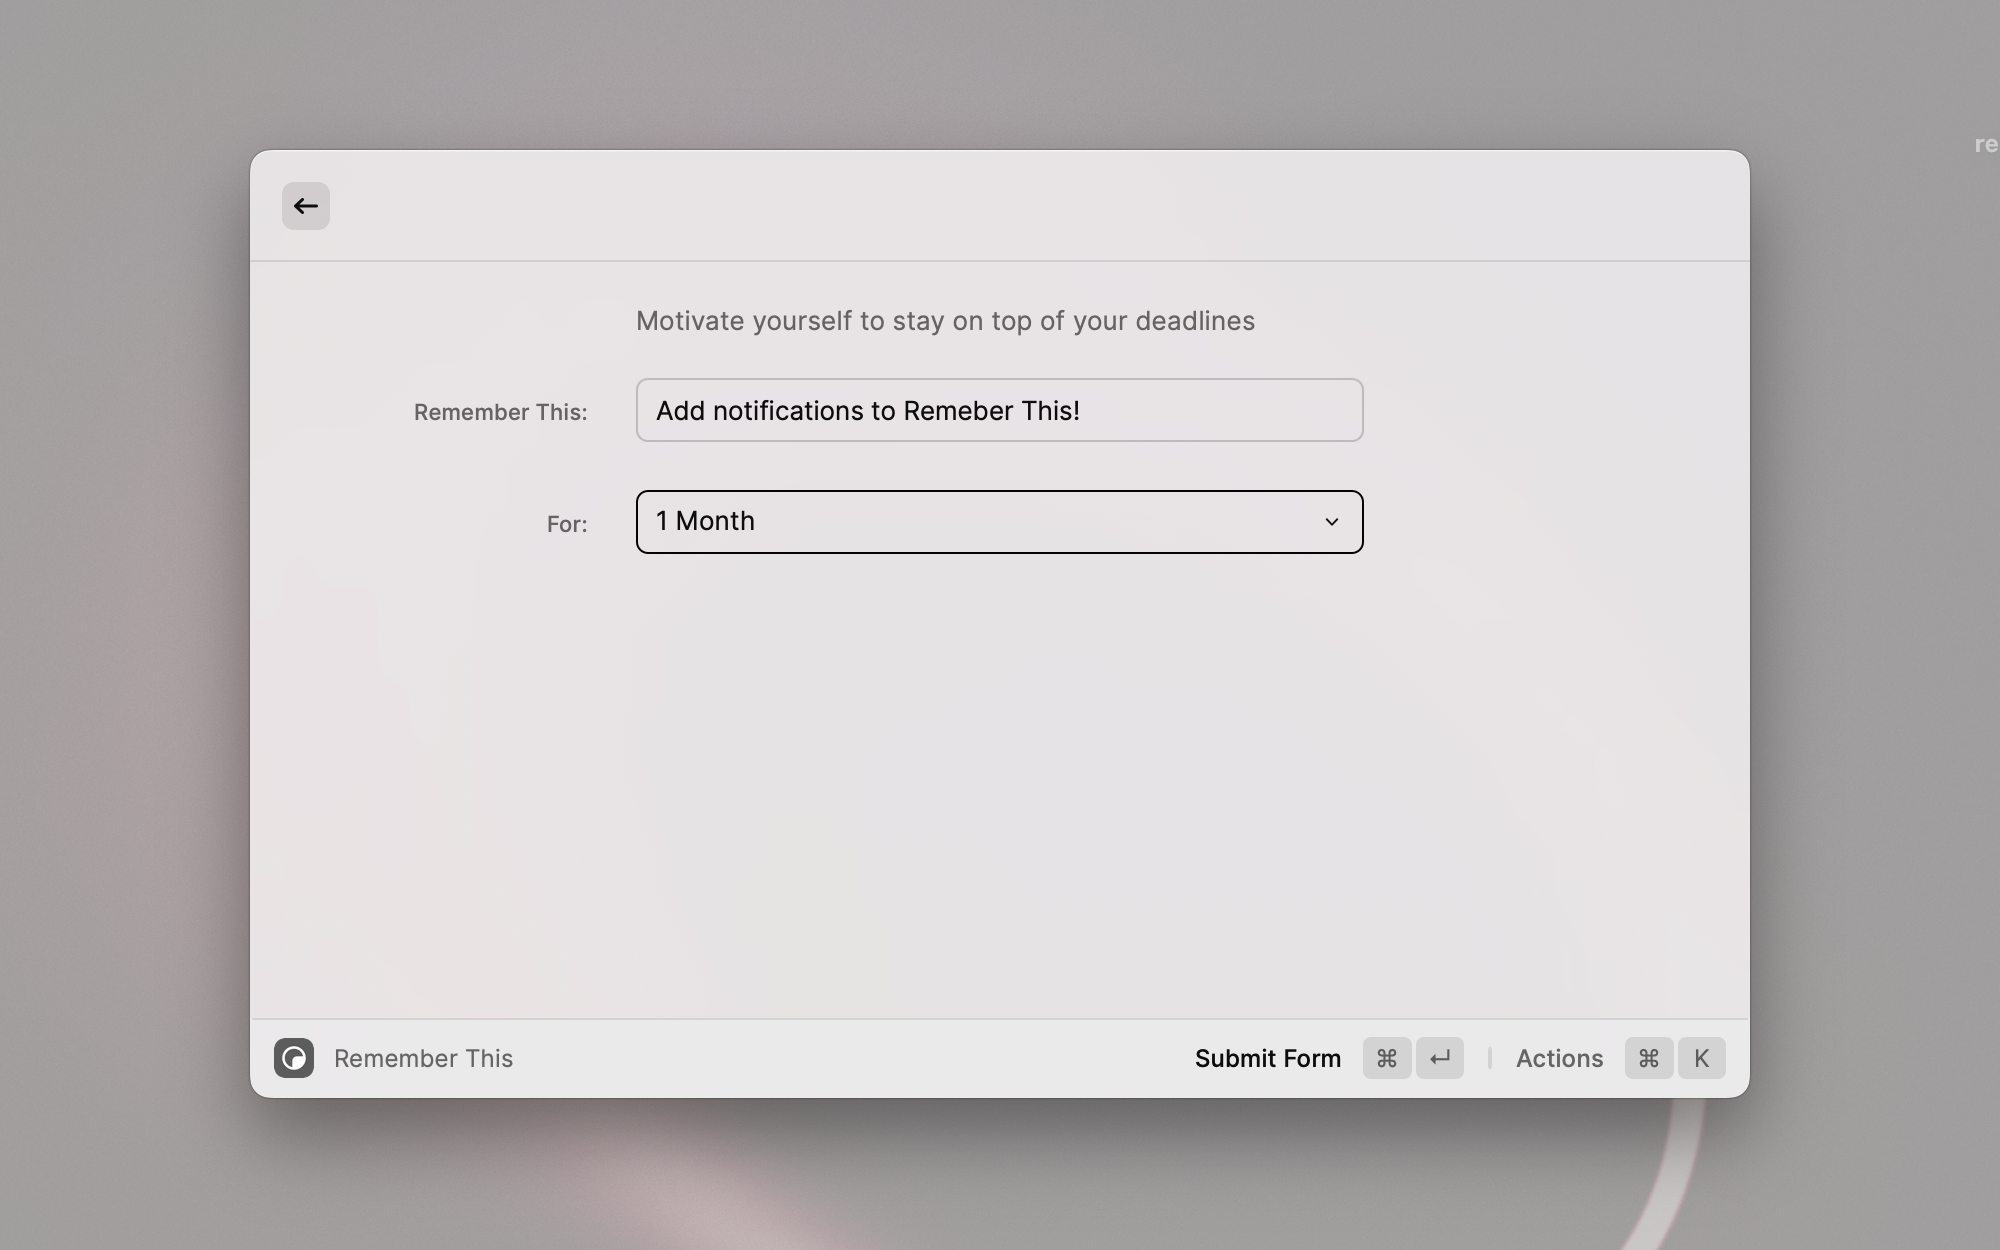 re
Motivate yourself to stay on top of your deadlines
Remember This: Add notifications to Remeber This!
For: 1 Month
Remember This Submit Form ⌘ ↵ Actions ⌘ K